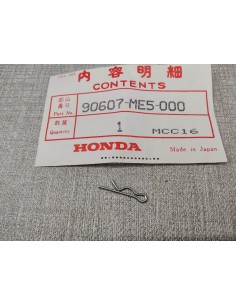 内容明細
CONTENTS
部品番号 Part No. 90607-ME5-000
数量 Quantity 1 MCC16
HONDA Made in Japan